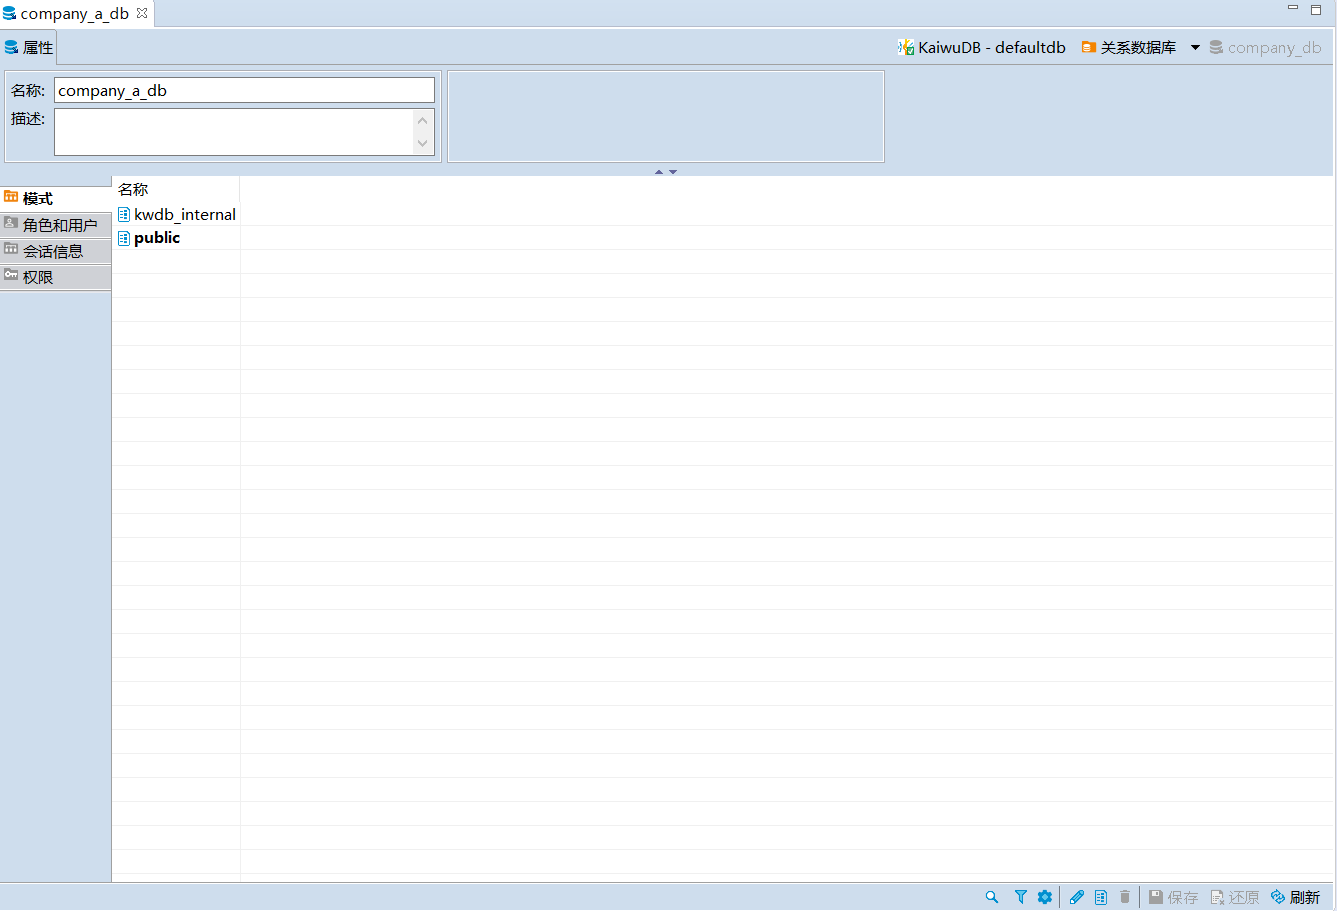 company_a_db
属性
KaiwuDB - defaultdb 关系数据库 company_db
名称: company_a_db
描述:
模式
角色和用户
会话信息
权限
名称
kwdb_internal
public
保存 还原 刷新